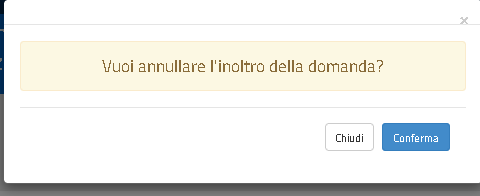 ×
Vuoi annullare l'inoltro della domanda?
Chiudi
Conferma